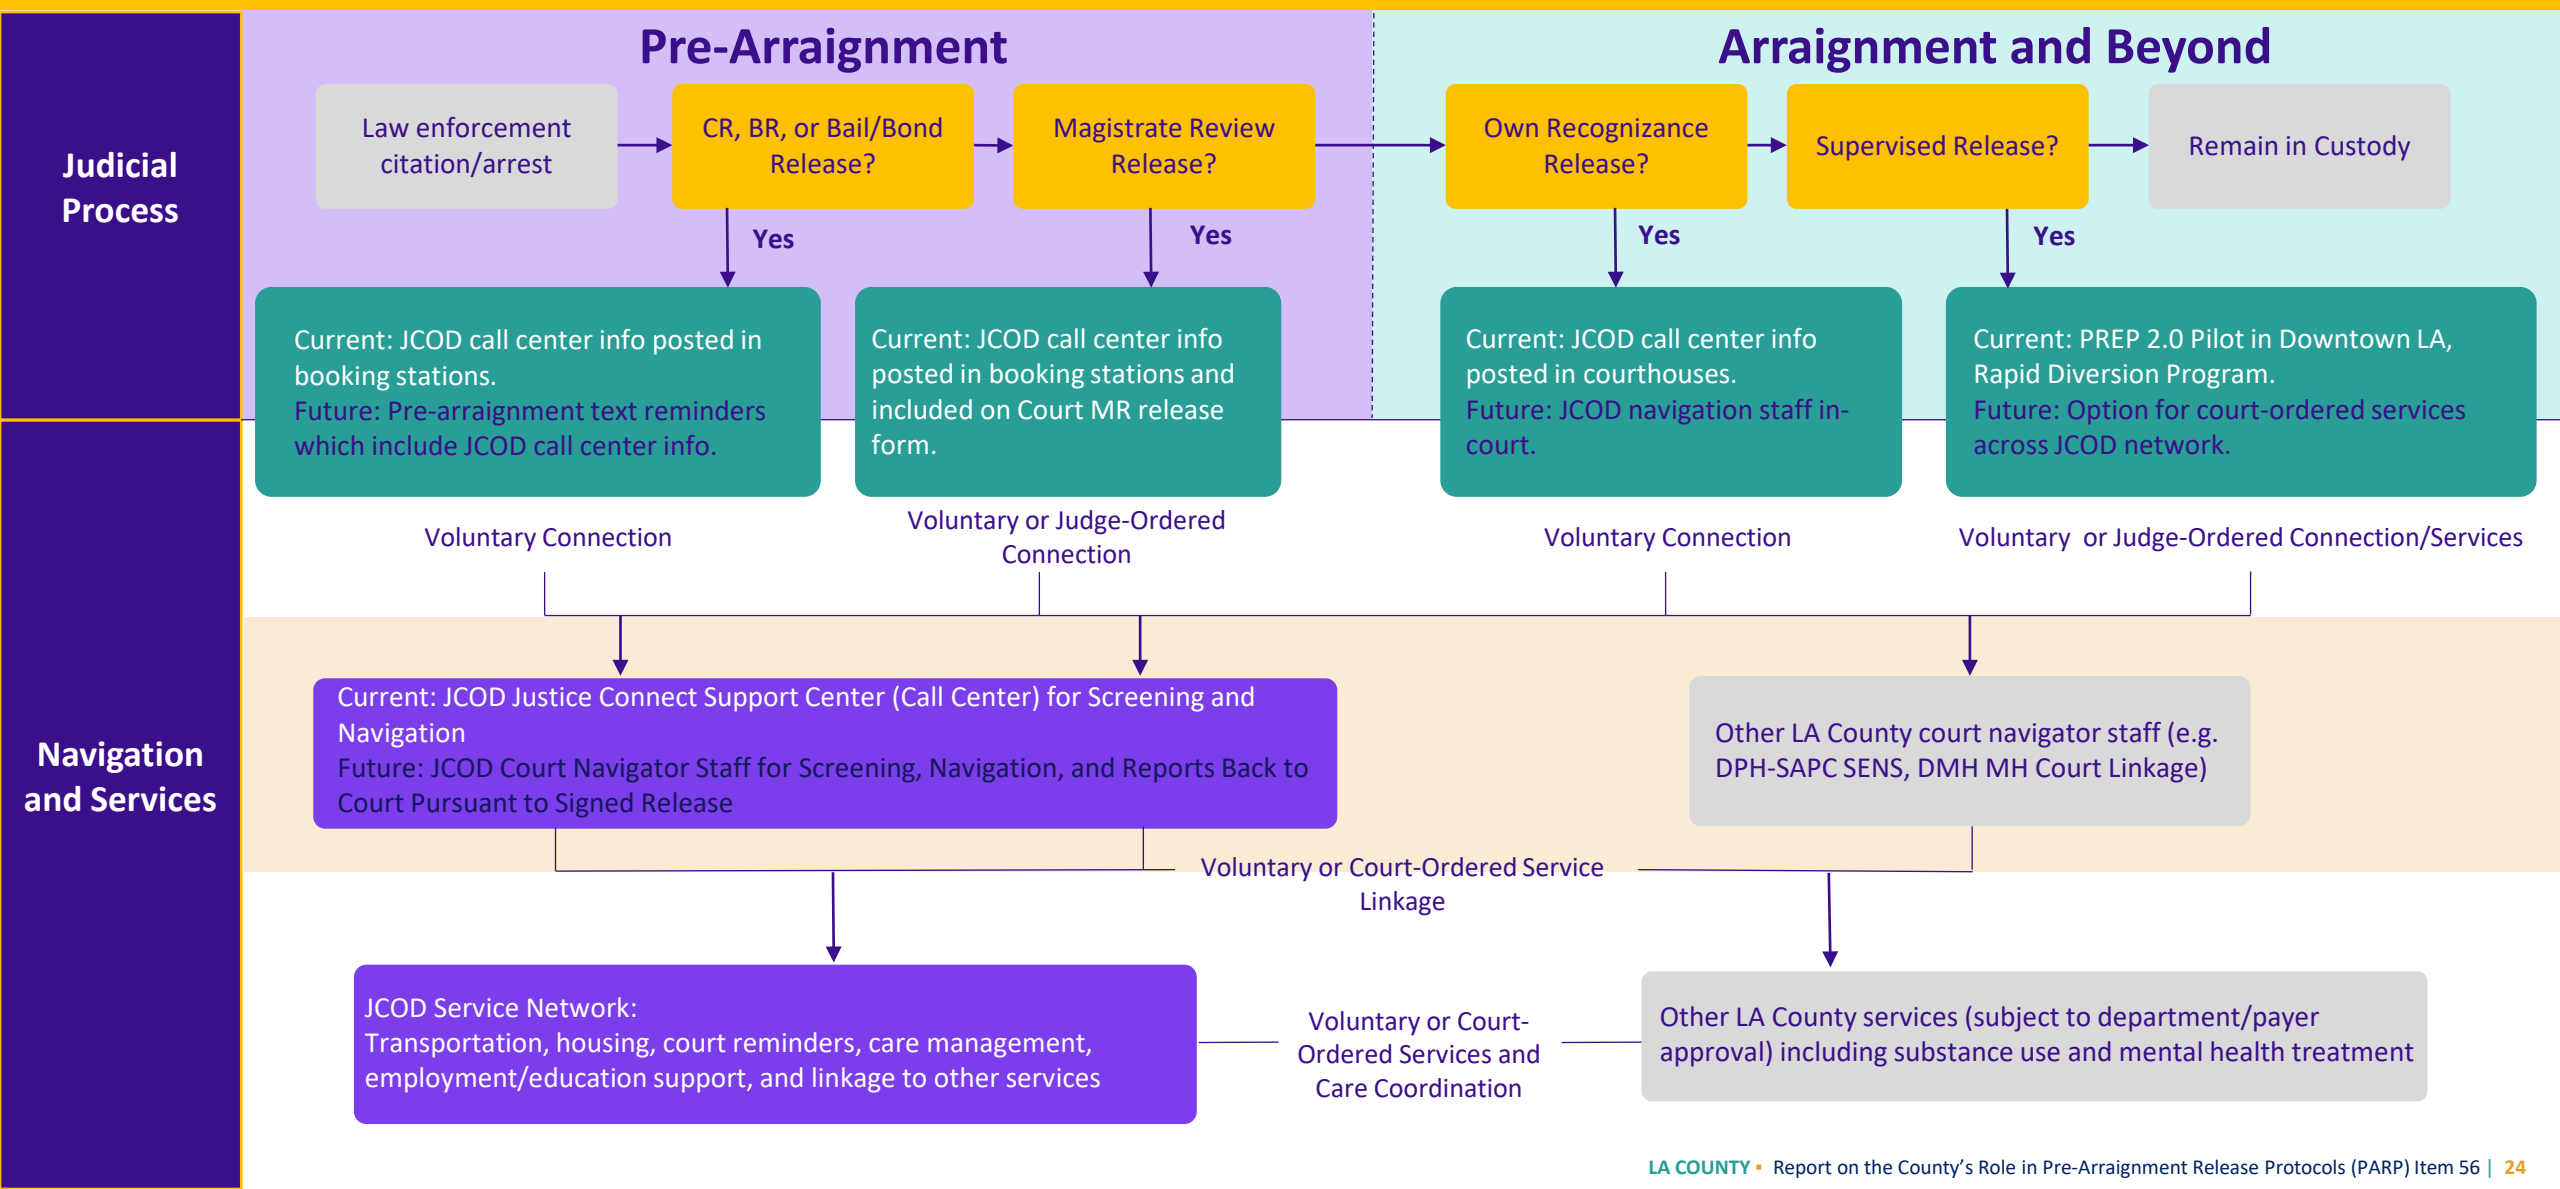 Pre-Arraignment
Arraignment and Beyond
Judicial
Process
Law enforcement
citation/arrest
CR, BR, or Bail/Bond
Release?
Magistrate Review
Release?
Own Recognizance
Release?
Supervised Release?
Remain in Custody
Yes
Yes
Yes
Yes
Current: JCOD call center info posted in
booking stations.
Future: Pre-arraignment text reminders
which include JCOD call center info.
Current: JCOD call center info
posted in booking stations and
included on Court MR release
form.
Current: JCOD call center info
posted in courthouses.
Future: JCOD navigation staff in-
court.
Current: PREP 2.0 Pilot in Downtown LA,
Rapid Diversion Program.
Future: Option for court-ordered services
across JCOD network.
Voluntary Connection
Voluntary or Judge-Ordered
Connection
Voluntary Connection
Voluntary  or Judge-Ordered Connection/Services
Navigation
and Services
Current: JCOD Justice Connect Support Center (Call Center) for Screening and
Navigation
Future: JCOD Court Navigator Staff for Screening, Navigation, and Reports Back to
Court Pursuant to Signed Release
Other LA County court navigator staff (e.g.
DPH-SAPC SENS, DMH MH Court Linkage)
Voluntary or Court-Ordered Service
Linkage
JCOD Service Network:
Transportation, housing, court reminders, care management,
employment/education support, and linkage to other services
Voluntary or Court-
Ordered Services and
Care Coordination
Other LA County services (subject to department/payer
approval) including substance use and mental health treatment
LA COUNTY ▪ Report on the County’s Role in Pre-Arraignment Release Protocols (PARP) Item 56 | 24